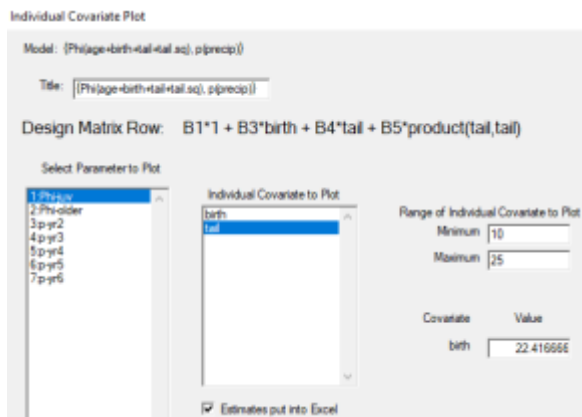 Individual Covariate Plot
Model: {Phi(age+birth+tail+tail.sq), p(precip)}
Title: {Phi(age+birth+tail+tail.sq), p(precip)}
Design Matrix Row: B1*1 + B3*birth + B4*tail + B5*product(tail,tail)
Select Parameter to Plot
1:Phi-juv
2:Phi-older
3:p-yr2
4:p-yr3
5:p-yr4
6:p-yr5
7:p-yr6
Individual Covariate to Plot
birth
tail
Range of Individual Covariate to Plot
Minimum 10
Maximum 25
Covariate Value
birth 22.416666
Estimates put into Excel